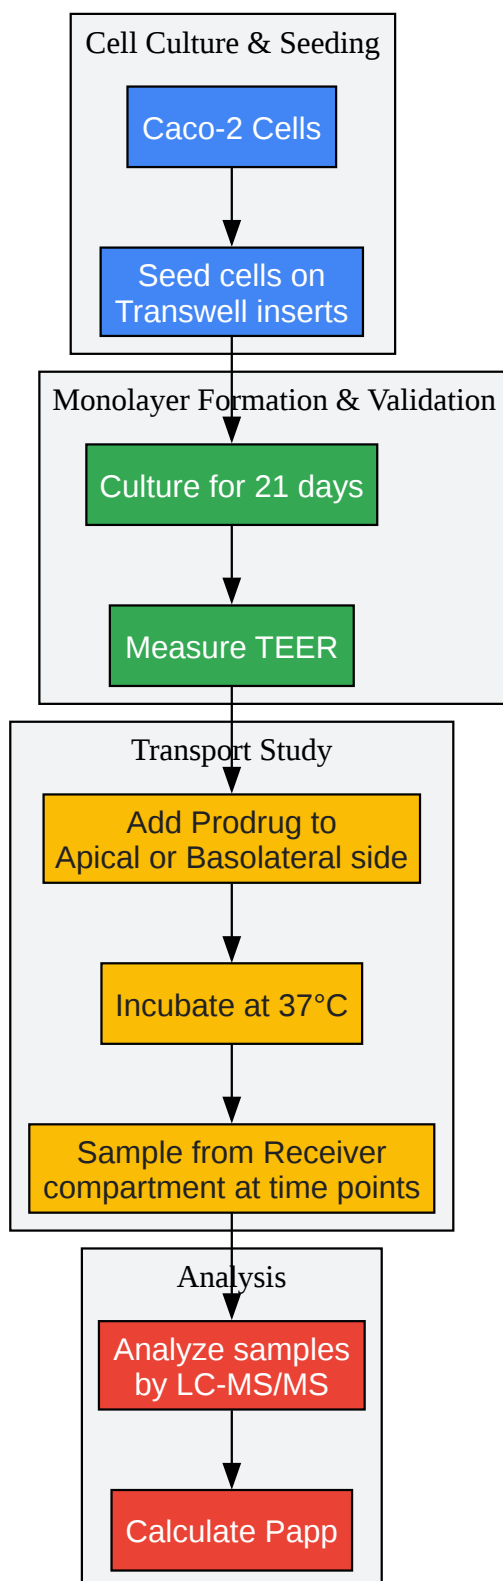 Cell Culture & Seeding
Caco-2 Cells
Seed cells on
Transwell inserts
Monolayer Formation & Validation
Culture for 21 days
Measure TEER
Transport Study
Add Prodrug to
Apical or Basolateral side
Incubate at 37°C
Sample from Receiver
compartment at time points
Analysis
Analyze samples
by LC-MS/MS
Calculate Papp